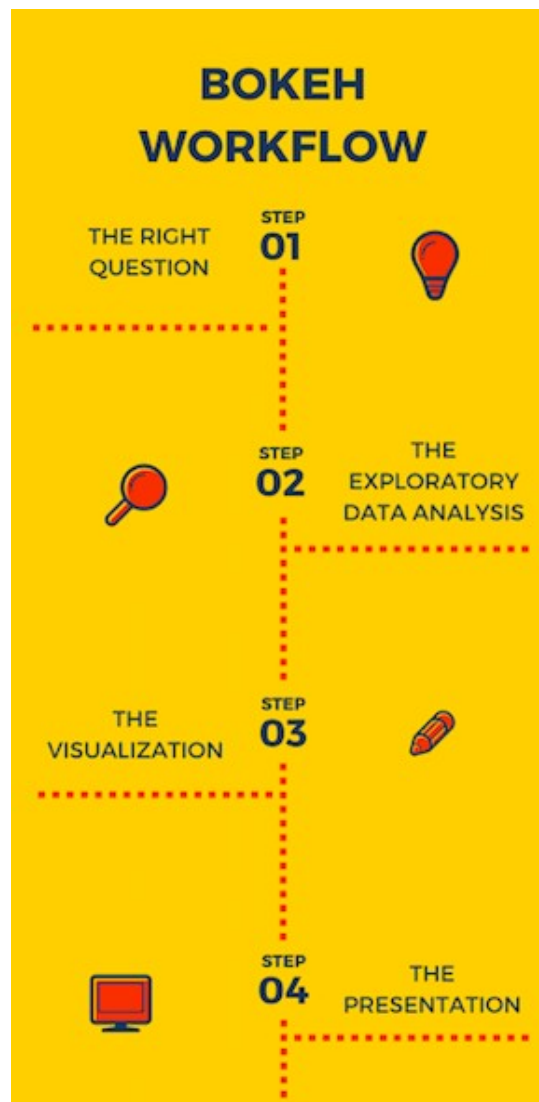 BOKEH
WORKFLOW
STEP
01
THE RIGHT
QUESTION
STEP
02
THE
EXPLORATORY
DATA ANALYSIS
STEP
03
THE
VISUALIZATION
STEP
04
THE
PRESENTATION